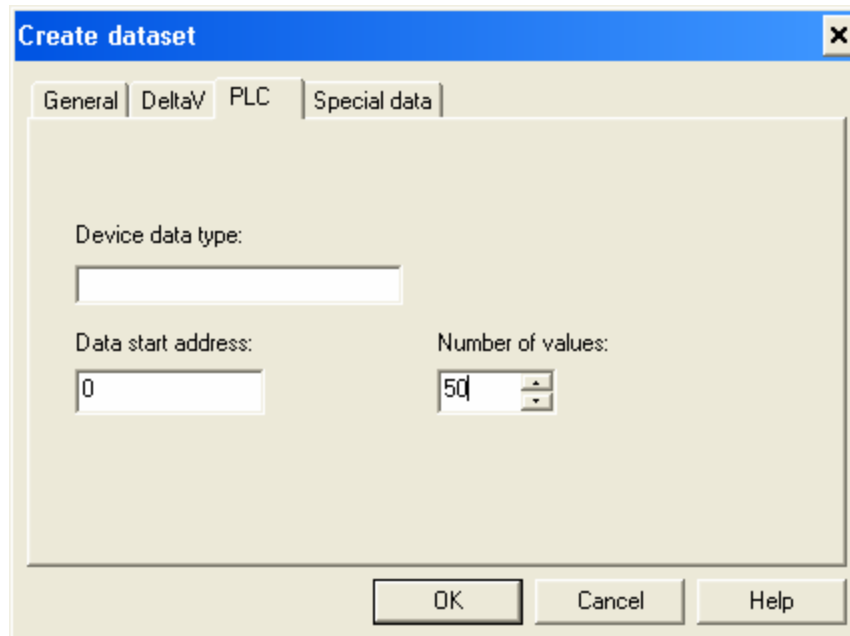 Create dataset
General DeltaV PLC Special data
Device data type:
Data start address: Number of values:
0 50
OK Cancel Help